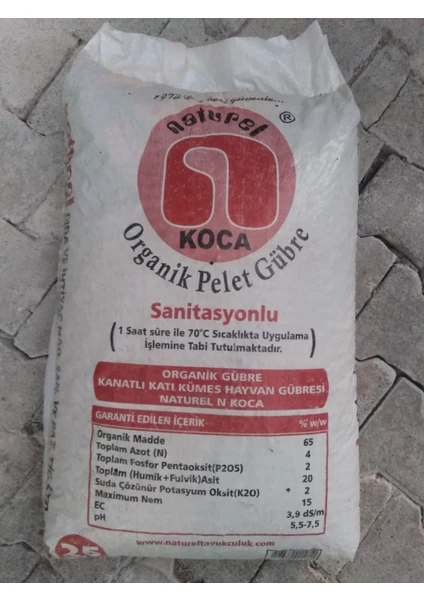 naturel
®
KOCA
Organik Pelet Gübre
Sanitasyonlu
(1 Saat süre ile 70°C Sıcaklıkta Uygulama
İşlemine Tabi Tutulmaktadır.)
ORGANİK GÜBRE
KANATLI KATI KÜMES HAYVAN GÜBRESİ
NATUREL N KOCA
GARANTİ EDİLEN İÇERİK % w/w
Organik Madde 65
Toplam Azot (N) 4
Toplam Fosfor Pentaoksit(P2O5) 2
Toplam (Humik+Fulvik)Asit 20
Suda Çözünür Potasyum Oksit(K2O) 2
Maximum Nem 15
EC 3,9 dS/m
pH 5,5-7,5
www.natureltavukculuk.com
25